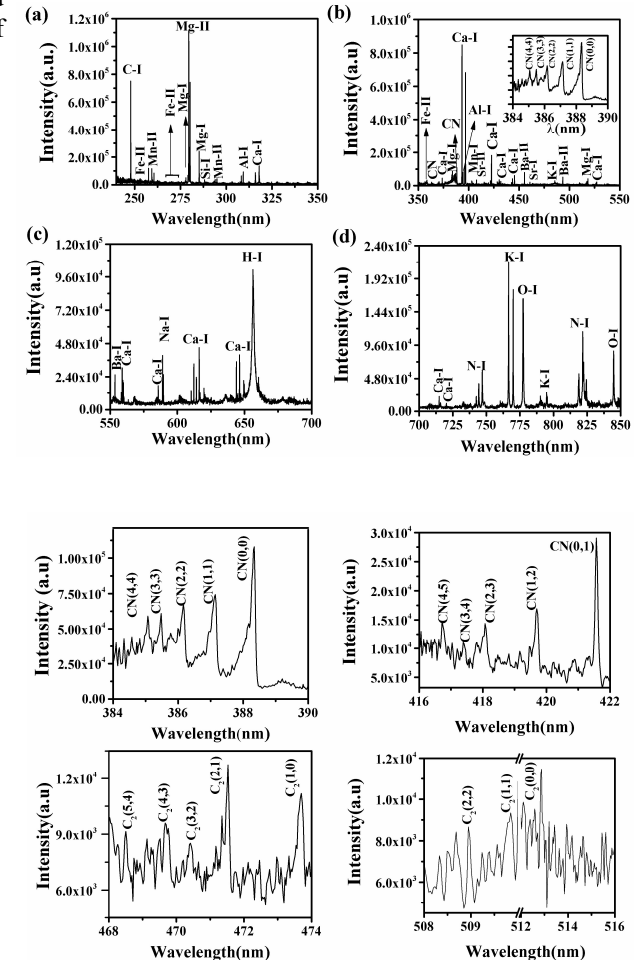 a
f
(a)
1.2x10⁶
1.0x10⁶
8.0x10⁵
6.0x10⁵
4.0x10⁵
2.0x10⁵
0.0
Intensity(a.u.)
C-I
Fe-II
Mn-II
Fe-II
Mg-I
Mg-II
Mg-I
Si-I
Mn-II
Al-I
Ca-I
250 275 300 325 350
Wavelength(nm)
(b)
1.0x10⁶
8.0x10⁵
6.0x10⁵
4.0x10⁵
2.0x10⁵
0.0
Intensity(a.u)
Fe-II
CN
Ca-I
Mg-I
CN
Ca-I
Al-I
Mn-I
Sr-II
Ca-I
Ca-I
Ca-I
Ba-II
Sr-I
K-I
Ba-II
Mg-I
Ca-I
CN(4,4)
CN(3,3)
CN(2,2)
CN(1,1)
CN(0,0)
384 386 388 390
λ(nm)
350 400 450 500 550
Wavelength(nm)
(c)
1.20x10⁵
9.60x10⁴
7.20x10⁴
4.80x10⁴
2.40x10⁴
0.00
Intensity(a.u)
Ba-I
Ca-I
Ca-I
Na-I
Ca-I
Ca-I
H-I
550 600 650 700
Wavelength(nm)
(d)
2.40x10⁵
1.92x10⁵
1.44x10⁵
9.60x10⁴
4.80x10⁴
0.00
Intensity(a.u)
Ca-I
Ca-I
N-I
K-I
O-I
K-I
N-I
O-I
700 725 750 775 800 825 850
Wavelength(nm)
1.00x10⁵
7.50x10⁴
5.00x10⁴
2.50x10⁴
0.00
Intensity (a.u)
CN(4,4)
CN(3,3)
CN(2,2)
CN(1,1)
CN(0,0)
384 386 388 390
Wavelength(nm)
3.0x10⁴
2.5x10⁴
2.0x10⁴
1.5x10⁴
1.0x10⁴
5.0x10³
Intensity (a.u)
CN(4,5)
CN(3,4)
CN(2,3)
CN(1,2)
CN(0,1)
416 418 420 422
Wavelength(nm)
1.2x10⁴
9.0x10³
6.0x10³
Intensity (a.u)
C₂(5,4)
C₂(4,3)
C₂(3,2)
C₂(2,1)
C₂(1,0)
468 470 472 474
Wavelength(nm)
1.2x10⁴
1.0x10⁴
8.0x10³
6.0x10³
Intensity (a.u)
C₂(2,2)
C₂(1,1)
C₂(0,0)
508 509 510 512 514 516
Wavelength(nm)